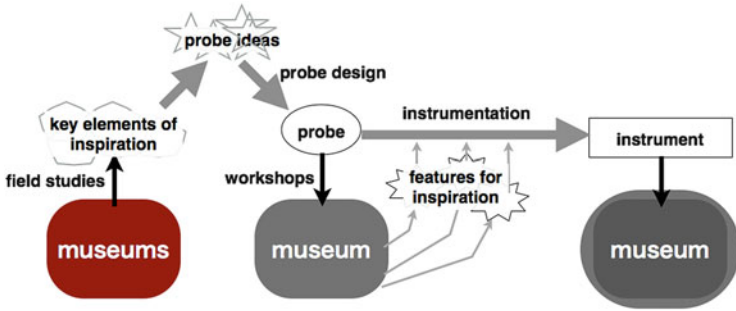 probe ideas
probe design
key elements of
inspiration
probe
instrumentation
instrument
field studies
workshops
features for
inspiration
museums
museum
museum